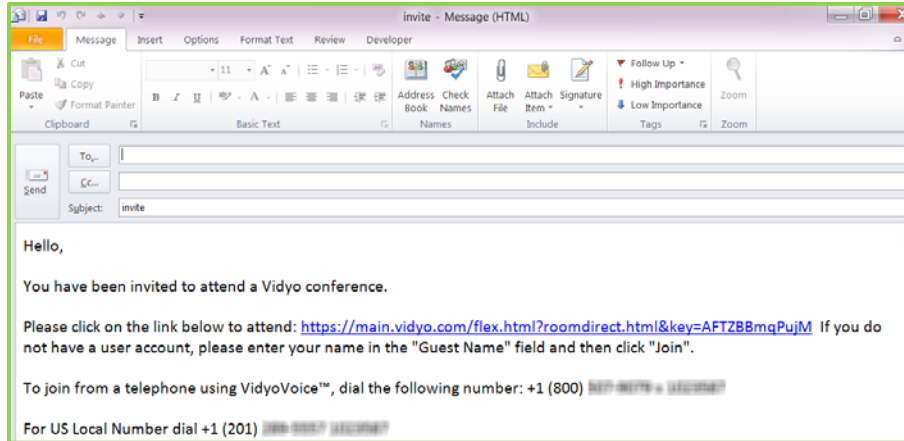 invite - Message (HTML)
File Message Insert Options Format Text Review Developer
Paste
Cut
Copy
Format Painter
Clipboard
11
B I U
Basic Text
Address Book
Check Names
Names
Attach File
Attach Item
Signature
Include
Follow Up
High Importance
Low Importance
Tags
Zoom
Zoom
Send
To...
Cc...
Subject: invite
Hello,
You have been invited to attend a Vidyo conference.
Please click on the link below to attend: https://main.vidyo.com/flex.html?roomdirect.html&key=AFTZBBmqPujM If you do
not have a user account, please enter your name in the "Guest Name" field and then click "Join".
To join from a telephone using VidyoVoice™, dial the following number: +1 (800)
For US Local Number dial +1 (201)